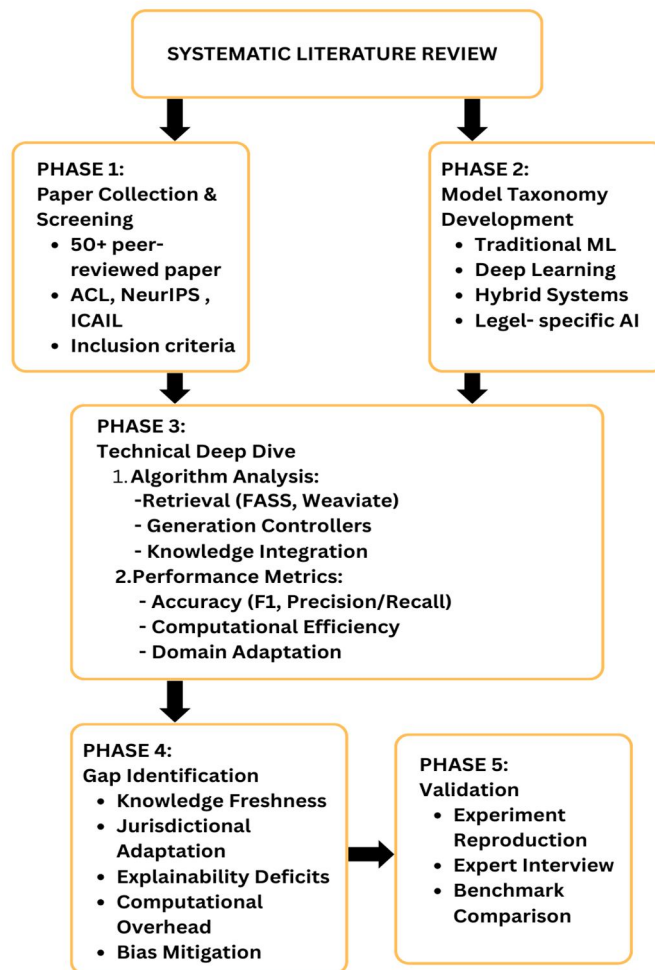 SYSTEMATIC LITERATURE REVIEW
PHASE 1:
Paper Collection &
Screening
• 50+ peer-
reviewed paper
• ACL, NeurIPS ,
ICAIL
• Inclusion criteria
PHASE 2:
Model Taxonomy
Development
• Traditional ML
• Deep Learning
• Hybrid Systems
• Legel- specific AI
PHASE 3:
Technical Deep Dive
1. Algorithm Analysis:
-Retrieval (FASS, Weaviate)
- Generation Controllers
- Knowledge Integration
2.Performance Metrics:
- Accuracy (F1, Precision/Recall)
- Computational Efficiency
- Domain Adaptation
PHASE 4:
Gap Identification
• Knowledge Freshness
• Jurisdictional
Adaptation
• Explainability Deficits
• Computational
Overhead
• Bias Mitigation
PHASE 5:
Validation
• Experiment
Reproduction
• Expert Interview
• Benchmark
Comparison